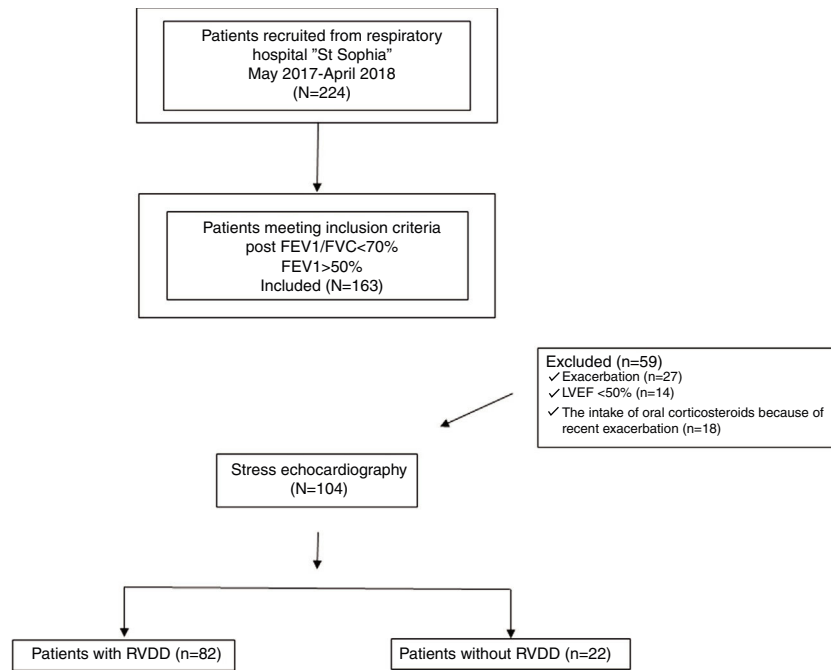 Patients recruited from respiratory
hospital ”St Sophia”
May 2017-April 2018
(N=224)
Patients meeting inclusion criteria
post FEV1/FVC<70%
FEV1>50%
Included (N=163)
Excluded (n=59)
✓ Exacerbation (n=27)
✓ LVEF <50% (n=14)
✓ The intake of oral corticosteroids because of
recent exacerbation (n=18)
Stress echocardiography
(N=104)
Patients with RVDD (n=82)
Patients without RVDD (n=22)